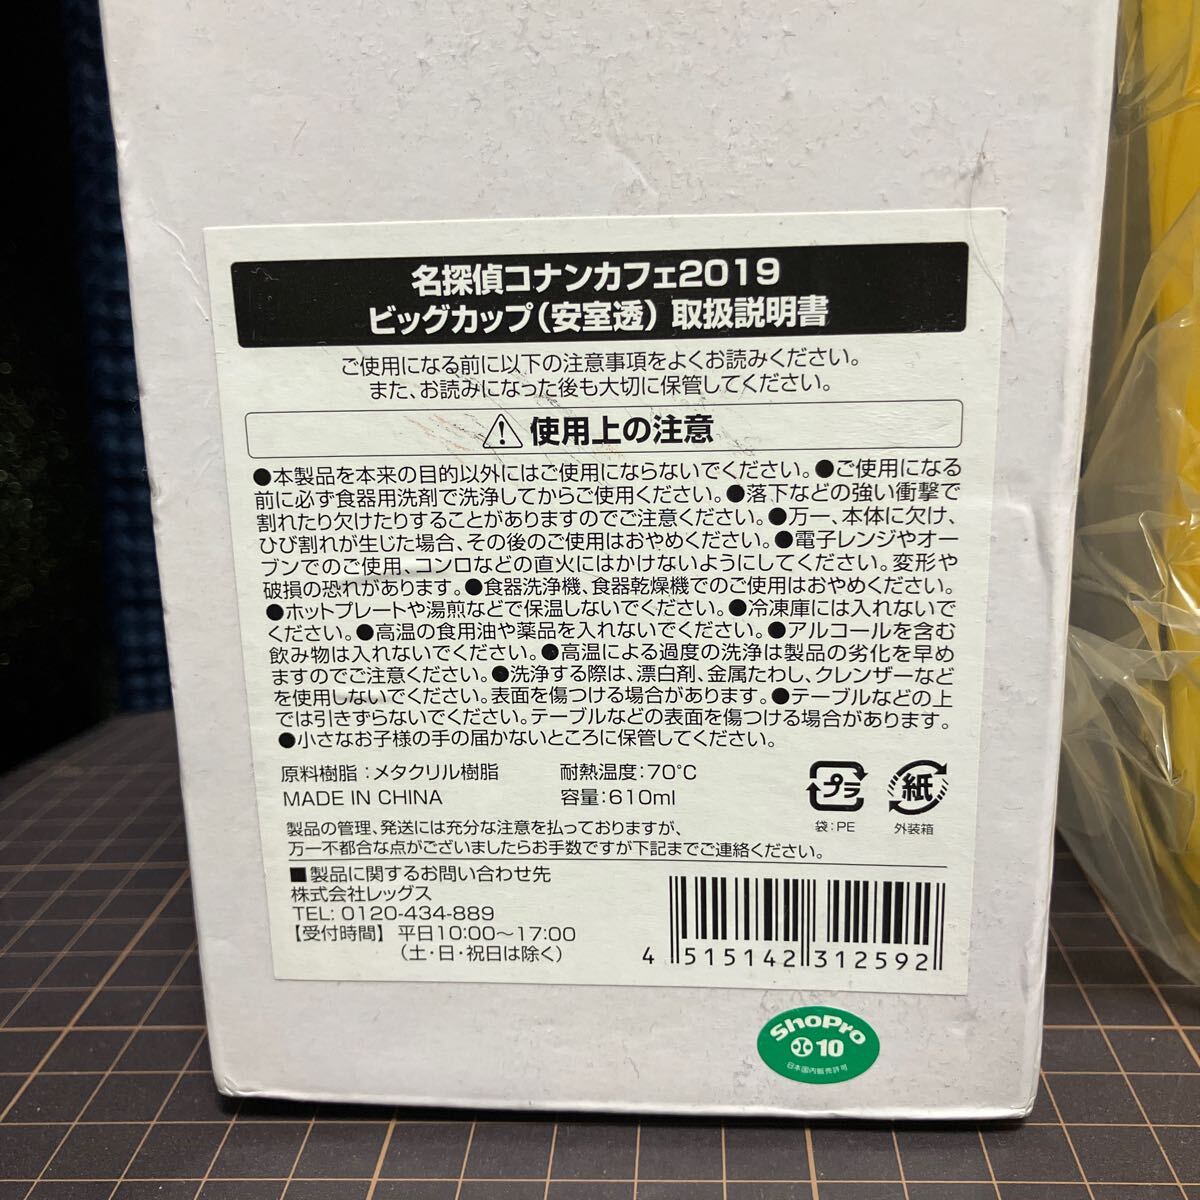 名探偵コナンカフェ2019
ビッグカップ(安室透) 取扱説明書
ご使用になる前に以下の注意事項をよくお読みください。
また、お読みになった後も大切に保管してください。
使用上の注意
●本製品を本来の目的以外にはご使用にならないでください。●ご使用になる
前に必ず食器用洗剤で洗浄してからご使用ください。●落下などの強い衝撃で
割れたり欠けたりすることがありますのでご注意ください。●万一、本体に欠け、
ひび割れが生じた場合、その後のご使用はおやめください。●電子レンジやオー
ブンでのご使用、コンロなどの直火にはかけないようにしてください。変形や
破損の恐れがあります。●食器洗浄機、食器乾燥機でのご使用はおやめください。
●ホットプレートや湯煎などで保温しないでください。●冷凍庫には入れないで
ください。●高温の食用油や薬品を入れないでください。●アルコールを含む
飲み物は入れないでください。●高温による過度の洗浄は製品の劣化を早め
ますのでご注意ください。●洗浄する際は、漂白剤、金属たわし、クレンザーなど
を使用しないでください。表面を傷つける場合があります。●テーブルなどの上
では引きずらないでください。テーブルなどの表面を傷つける場合があります。
●小さなお子様の手の届かないところに保管してください。
原料樹脂：メタクリル樹脂 耐熱温度：70℃
MADE IN CHINA 容量：610ml
プラ 紙
袋：PE 外装箱
製品の管理、発送には充分な注意を払っておりますが、
万一不都合な点がございましたらお手数ですが下記までご連絡ください。
■製品に関するお問い合わせ先
株式会社レッグス
TEL: 0120-434-889
【受付時間】 平日10:00〜17:00
(土・日・祝日は除く)
4 515142 312592
ShoPro
10
日本国内販売許可